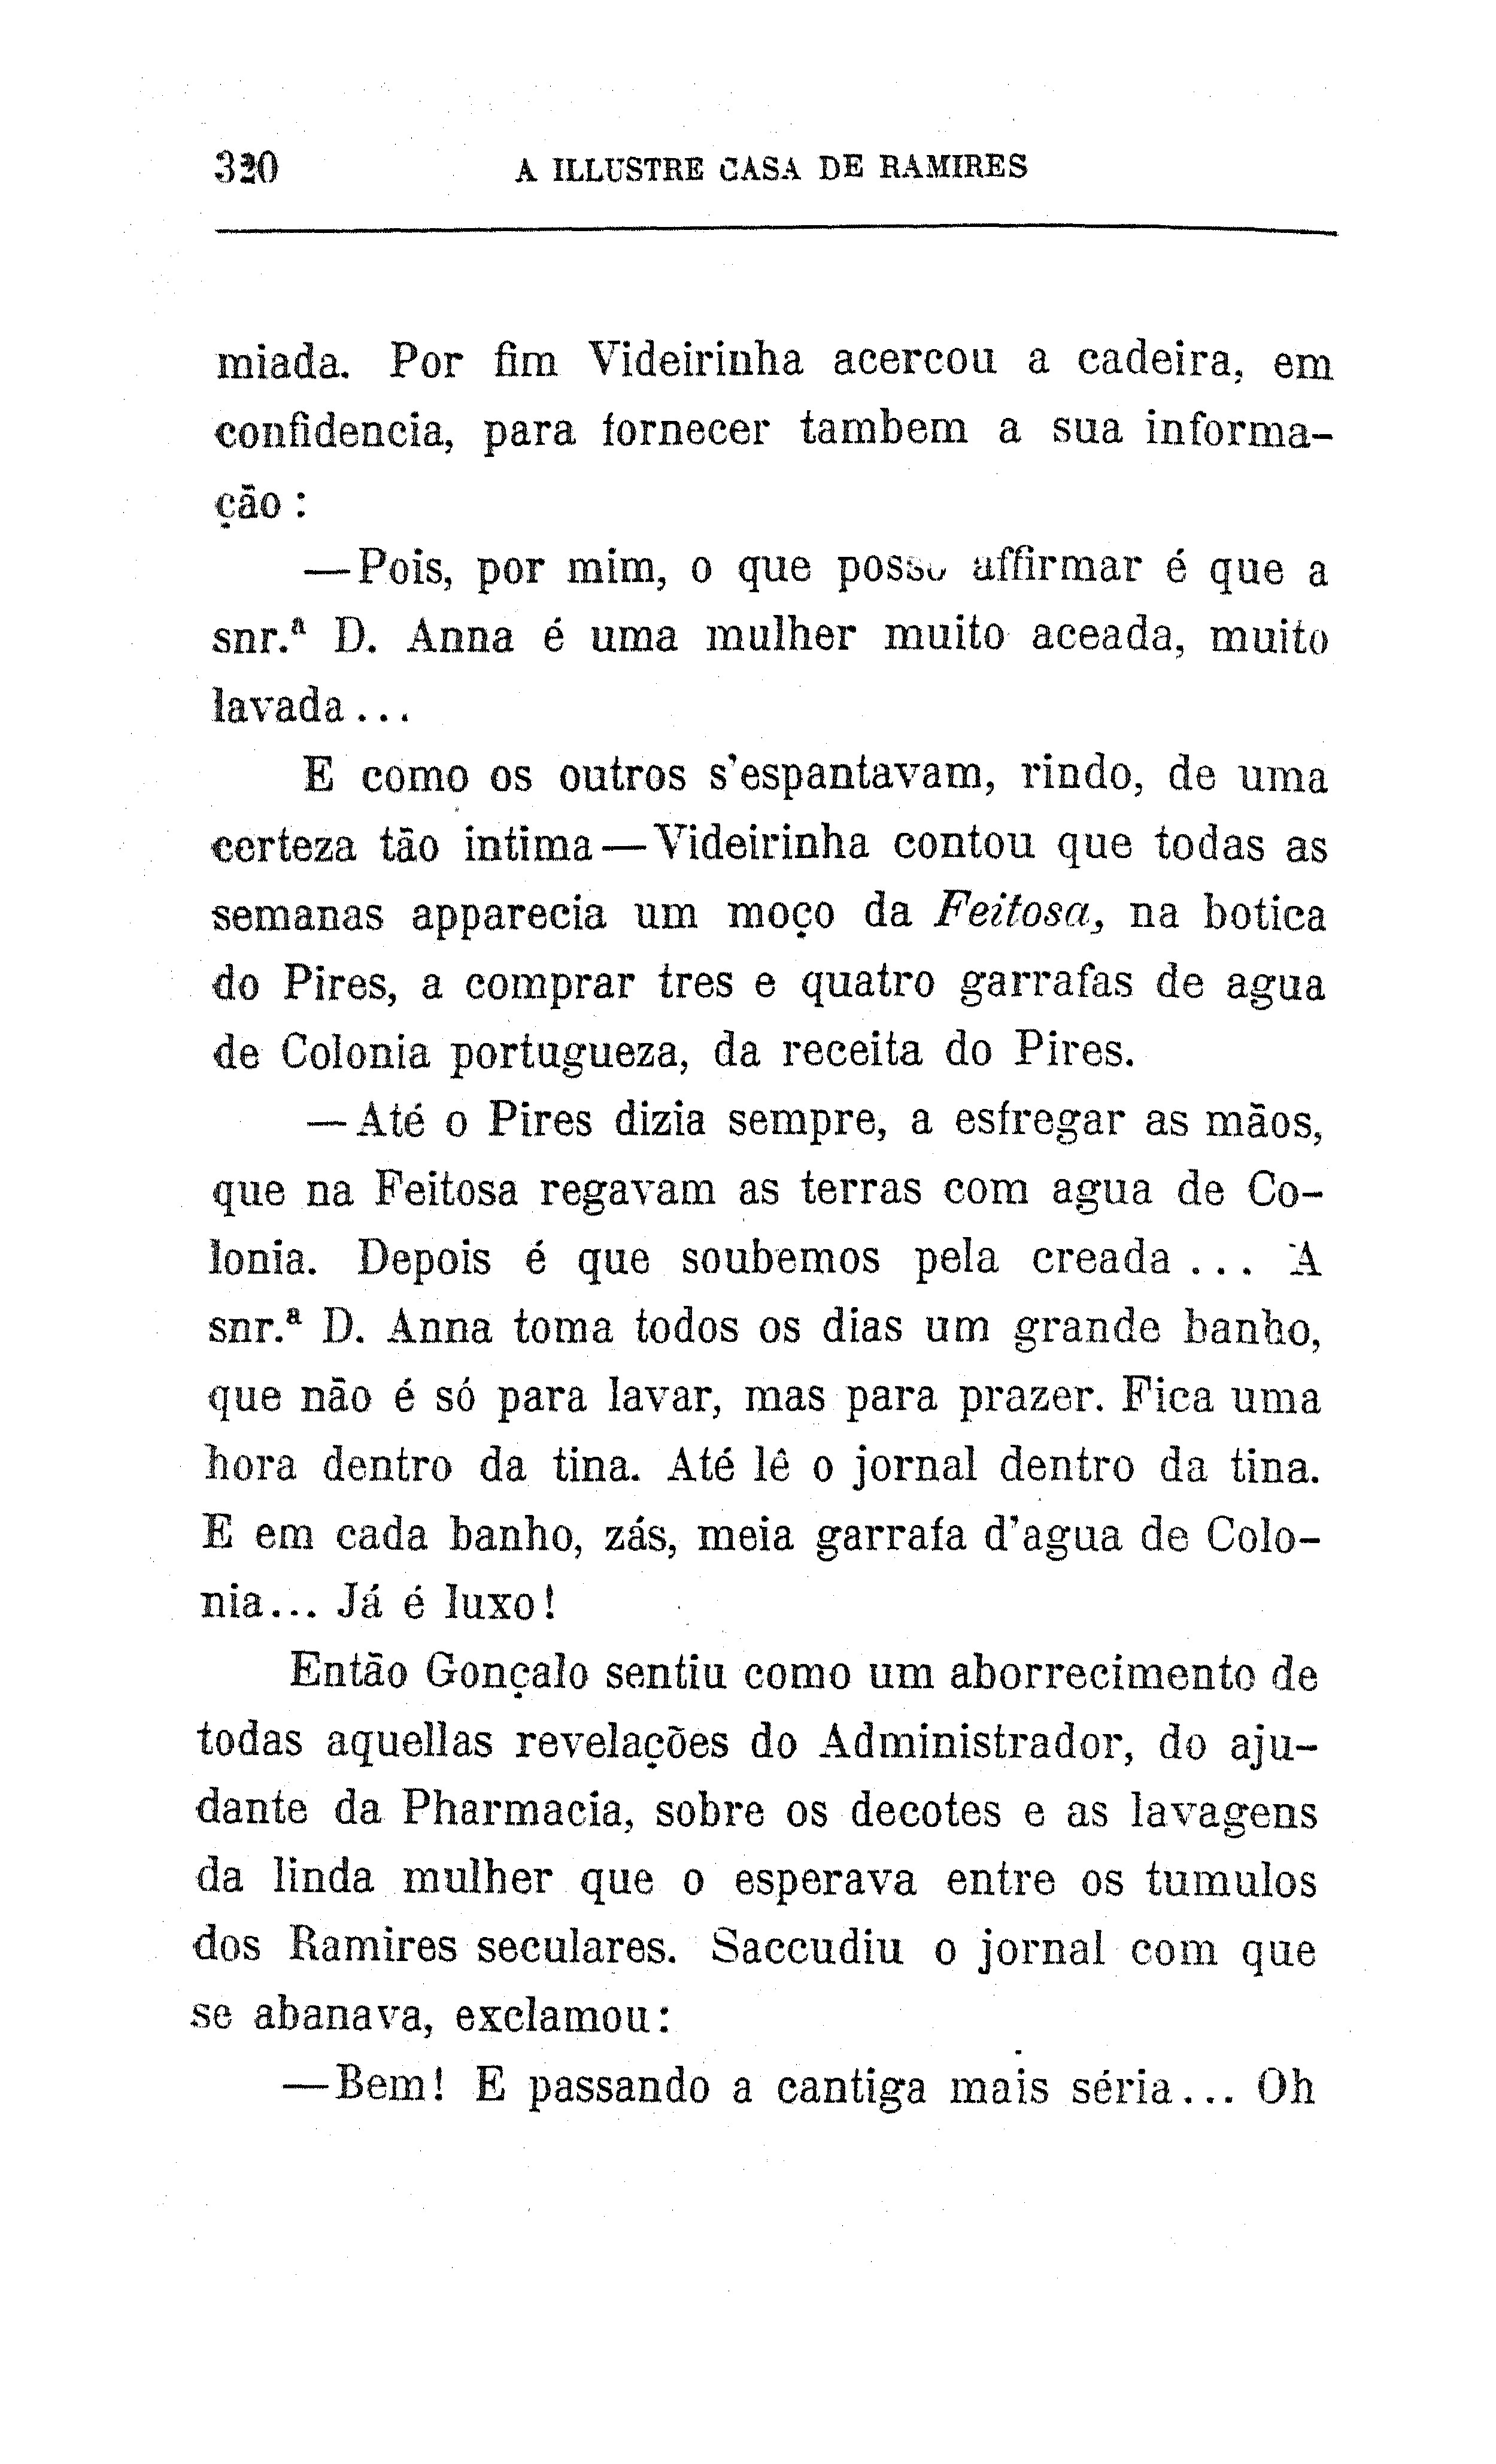 320 A ILLUSTRE CASA DE RAMIRES
miada. Por fim Videirinha acercou a cadeira, em
confidencia, para fornecer tambem a sua informa-
ção :
—Pois, por mim, o que posso affirmar é que a
snr.ª D. Anna é uma mulher muito aceada, muito
lavada...
E como os outros s'espantavam, rindo, de uma
certeza tão intima—Videirinha contou que todas as
semanas apparecia um moço da Feitosa, na botica
do Pires, a comprar tres e quatro garrafas de agua
de Colonia portugueza, da receita do Pires.
—Até o Pires dizia sempre, a esfregar as mãos,
que na Feitosa regavam as terras com agua de Co-
lonia. Depois é que soubemos pela creada... A
snr.ª D. Anna toma todos os dias um grande banho,
que não é só para lavar, mas para prazer. Fica uma
hora dentro da tina. Até lê o jornal dentro da tina.
E em cada banho, zás, meia garrafa d'agua de Colo-
nia... Já é luxo!
Então Gonçalo sentiu como um aborrecimento de
todas aquellas revelações do Administrador, do aju-
dante da Pharmacia, sobre os decotes e as lavagens
da linda mulher que o esperava entre os tumulos
dos Ramires seculares. Saccudiu o jornal com que
se abanava, exclamou:
—Bem! E passando a cantiga mais séria... Oh